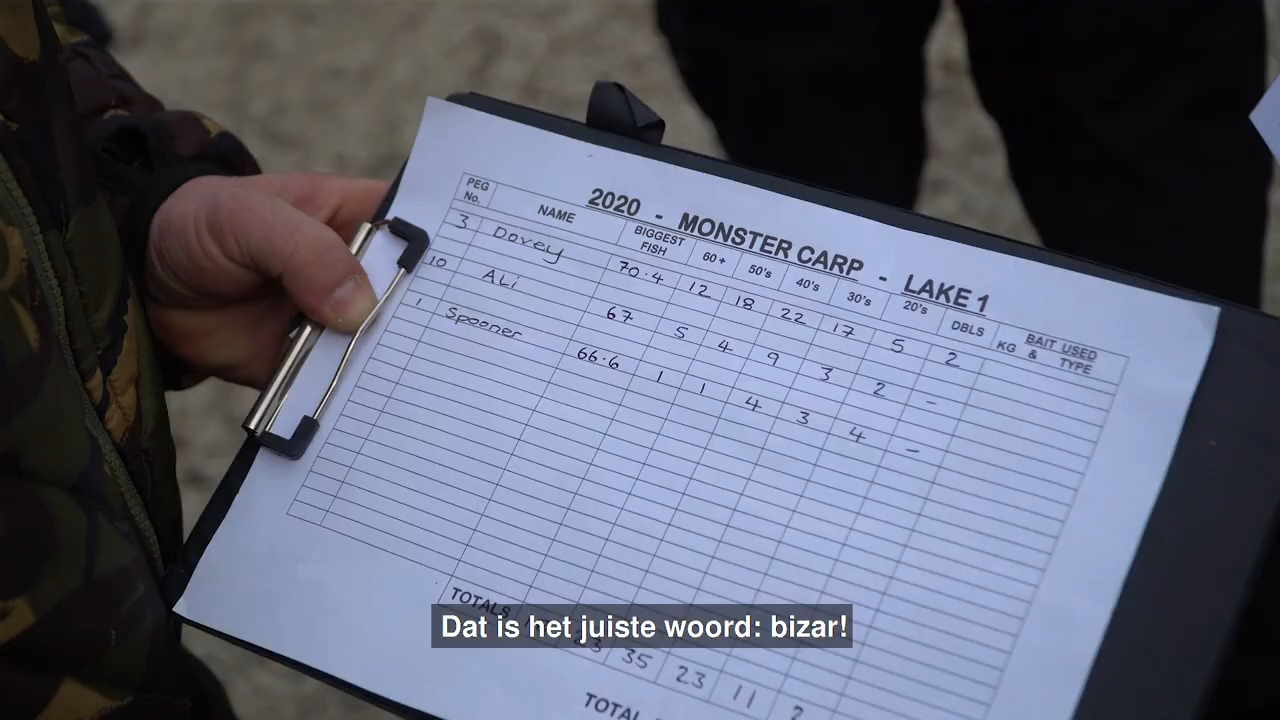 2020 - MONSTER CARP - LAKE 1
PEG No. NAME BIGGEST FISH 60+ 50's 40's 30's 20's DBLS KG BAIT USED & TYPE
3 Dovey 70.4 12 18 22 17 5 2
10 Ali 67 5 4 9 3 2 -
1 Spooner 66.6 1 1 4 3 4 -
TOTALS 35 23 11 2
TOTAL
Dat is het juiste woord: bizar!